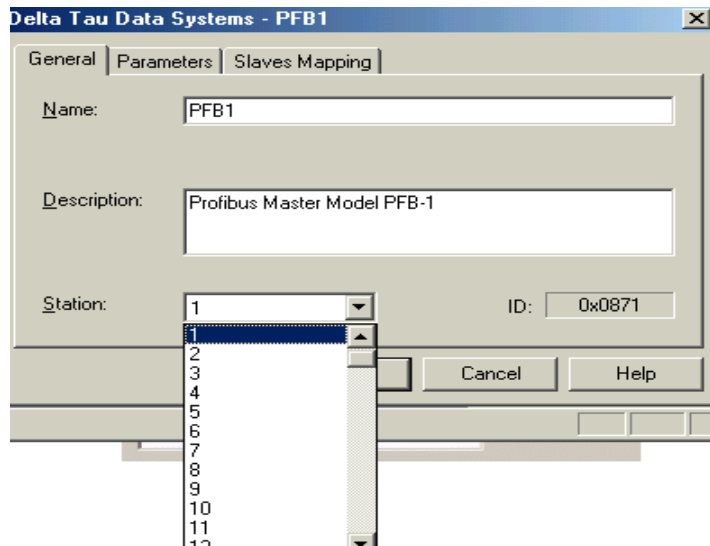 Delta Tau Data Systems - PFB1
General Parameters Slaves Mapping
Name: PFB1
Description: Profibus Master Model PFB-1
Station: 1 ID: 0x0871
1
2
3
Cancel Help
4
5
6
7
8
9
10
11
12